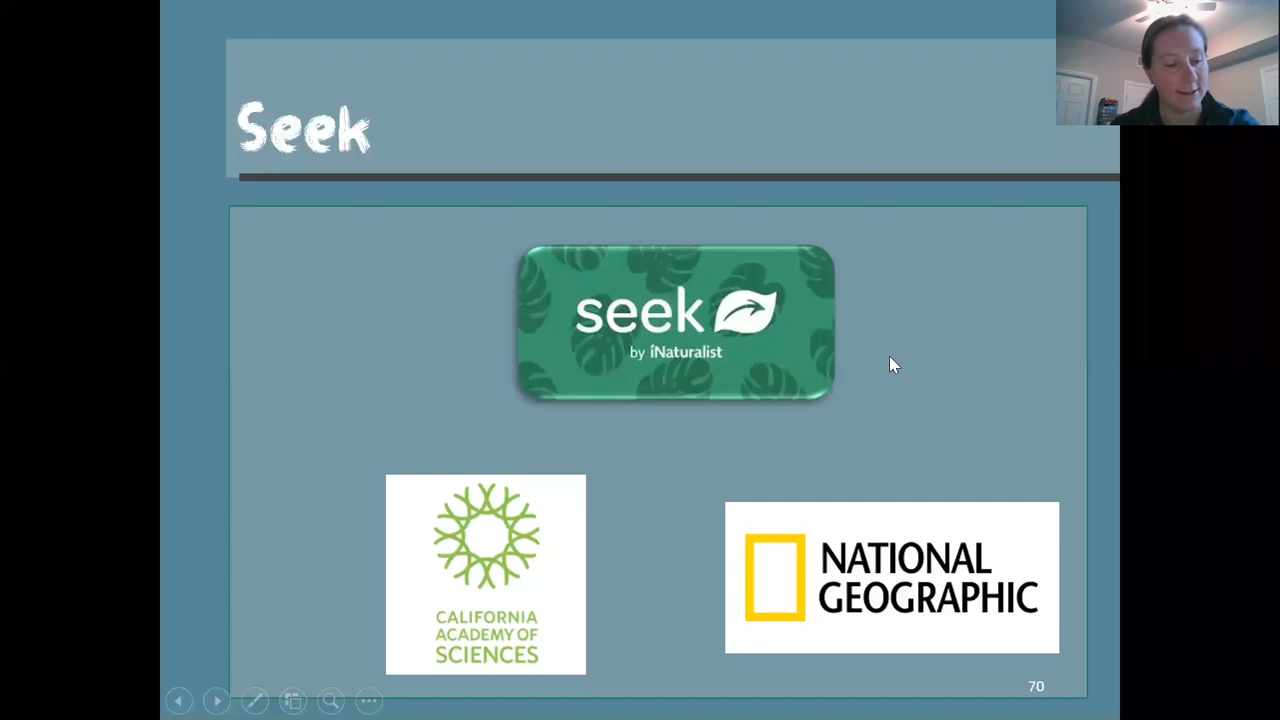 Seek
seek
by iNaturalist
CALIFORNIA
ACADEMY OF
SCIENCES
NATIONAL
GEOGRAPHIC
70